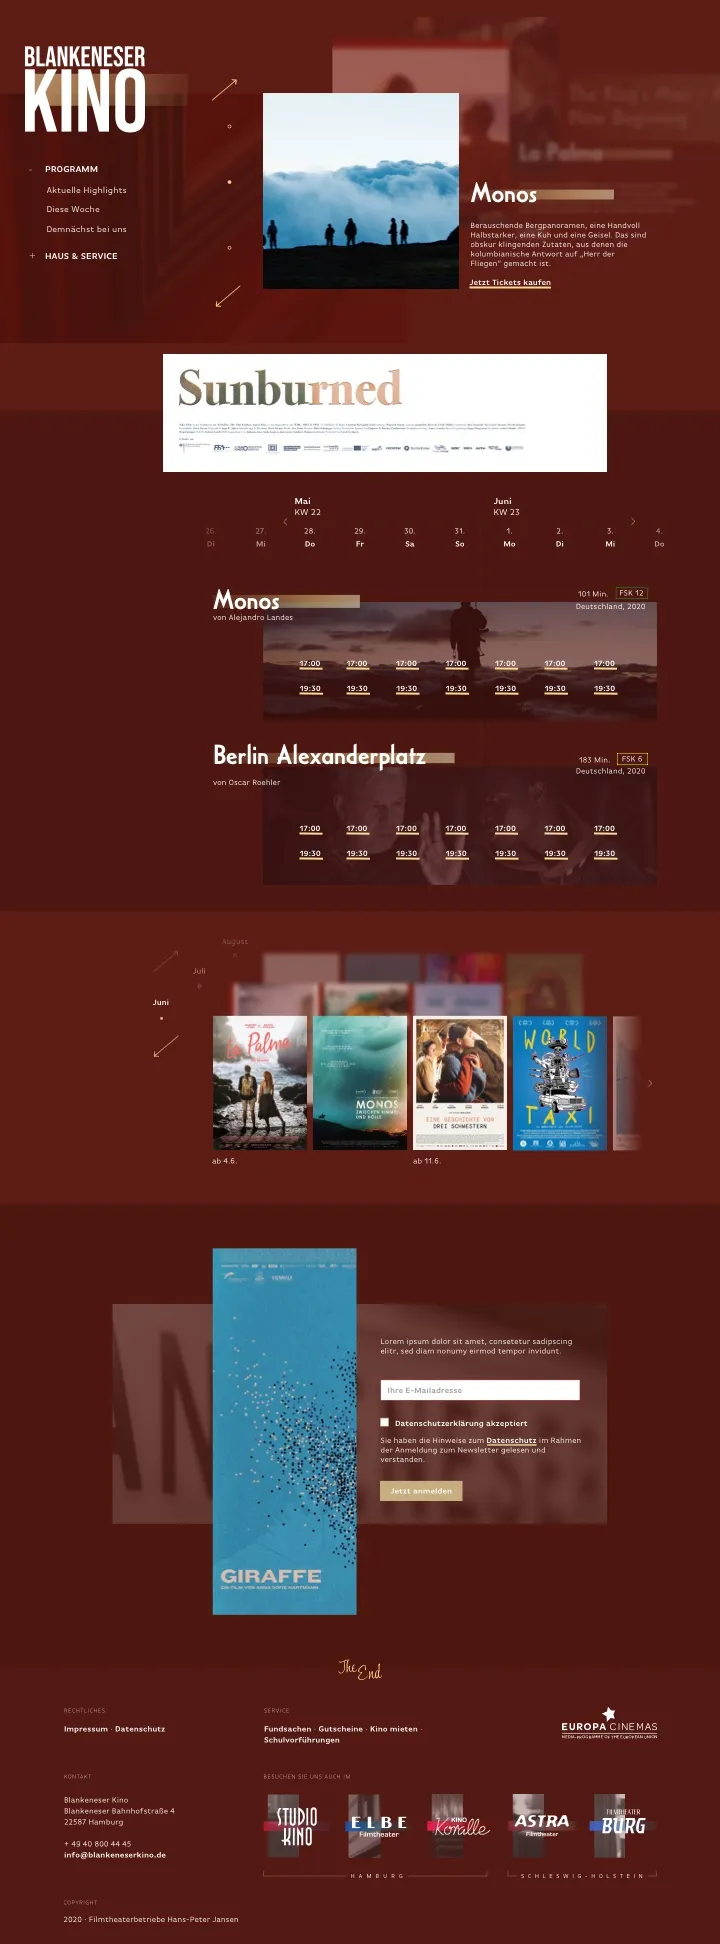 BLANKENESER
KINO
- PROGRAMM
Aktuelle Highlights
Diese Woche
Demnächst bei uns
+ HAUS & SERVICE
La Palma
Monos
Berauschende Bergpanoramen, eine Handvoll
Halbstarker, eine Kuh und eine Geisel. Das sind
obskur klingenden Zutaten, aus denen die
kolumbianische Antwort auf „Herr der
Fliegen“ gemacht ist.
Jetzt Tickets kaufen
Sunburned
Mai
KW 22
Juni
KW 23
26. 27. 28. 29. 30. 31. 1. 2. 3. 4.
Di Mi Do Fr Sa So Mo Di Mi Do
Monos
von Alejandro Landes
101 Min. FSK 12
Deutschland, 2020
17:00 17:00 17:00 17:00 17:00 17:00 17:00
19:30 19:30 19:30 19:30 19:30 19:30 19:30
Berlin Alexanderplatz
von Oscar Roehler
183 Min. FSK 6
Deutschland, 2020
17:00 17:00 17:00 17:00 17:00 17:00 17:00
19:30 19:30 19:30 19:30 19:30 19:30 19:30
August
Juli
Juni
La Palma
MONOS
ZWISCHEN HIMMEL
UND HÖLLE
EINE GESCHICHTE VON
DREI SCHWESTERN
WORLD
TAXI
ab 4.6.
ab 11.6.
GIRAFFE
Lorem ipsum dolor sit amet, consetetur sadipscing
elitr, sed diam nonumy eirmod tempor invidunt.
Ihre E-Mailadresse
Datenschutzerklärung akzeptiert
Sie haben die Hinweise zum Datenschutz im Rahmen
der Anmeldung zum Newsletter gelesen und
verstanden.
Jetzt anmelden
The End
RECHTLICHES
Impressum · Datenschutz
SERVICE
Fundsachen · Gutscheine · Kino mieten ·
Schulvorführungen
EUROPA CINEMAS
MEDIA-PROGRAMME OF THE EUROPEAN UNION
KONTAKT
Blankeneser Kino
Blankeneser Bahnhofstraße 4
22587 Hamburg
+ 49 40 800 44 45
info@blankeneserkino.de
BESUCHEN SIE UNS AUCH IM
STUDIO
KINO
ELBE
Filmtheater
KINO
Koralle
ASTRA
Filmtheater
FILMTHEATER
BURG
HAMBURG
SCHLESWIG-HOLSTEIN
COPYRIGHT
2020 · Filmtheaterbetriebe Hans-Peter Jansen